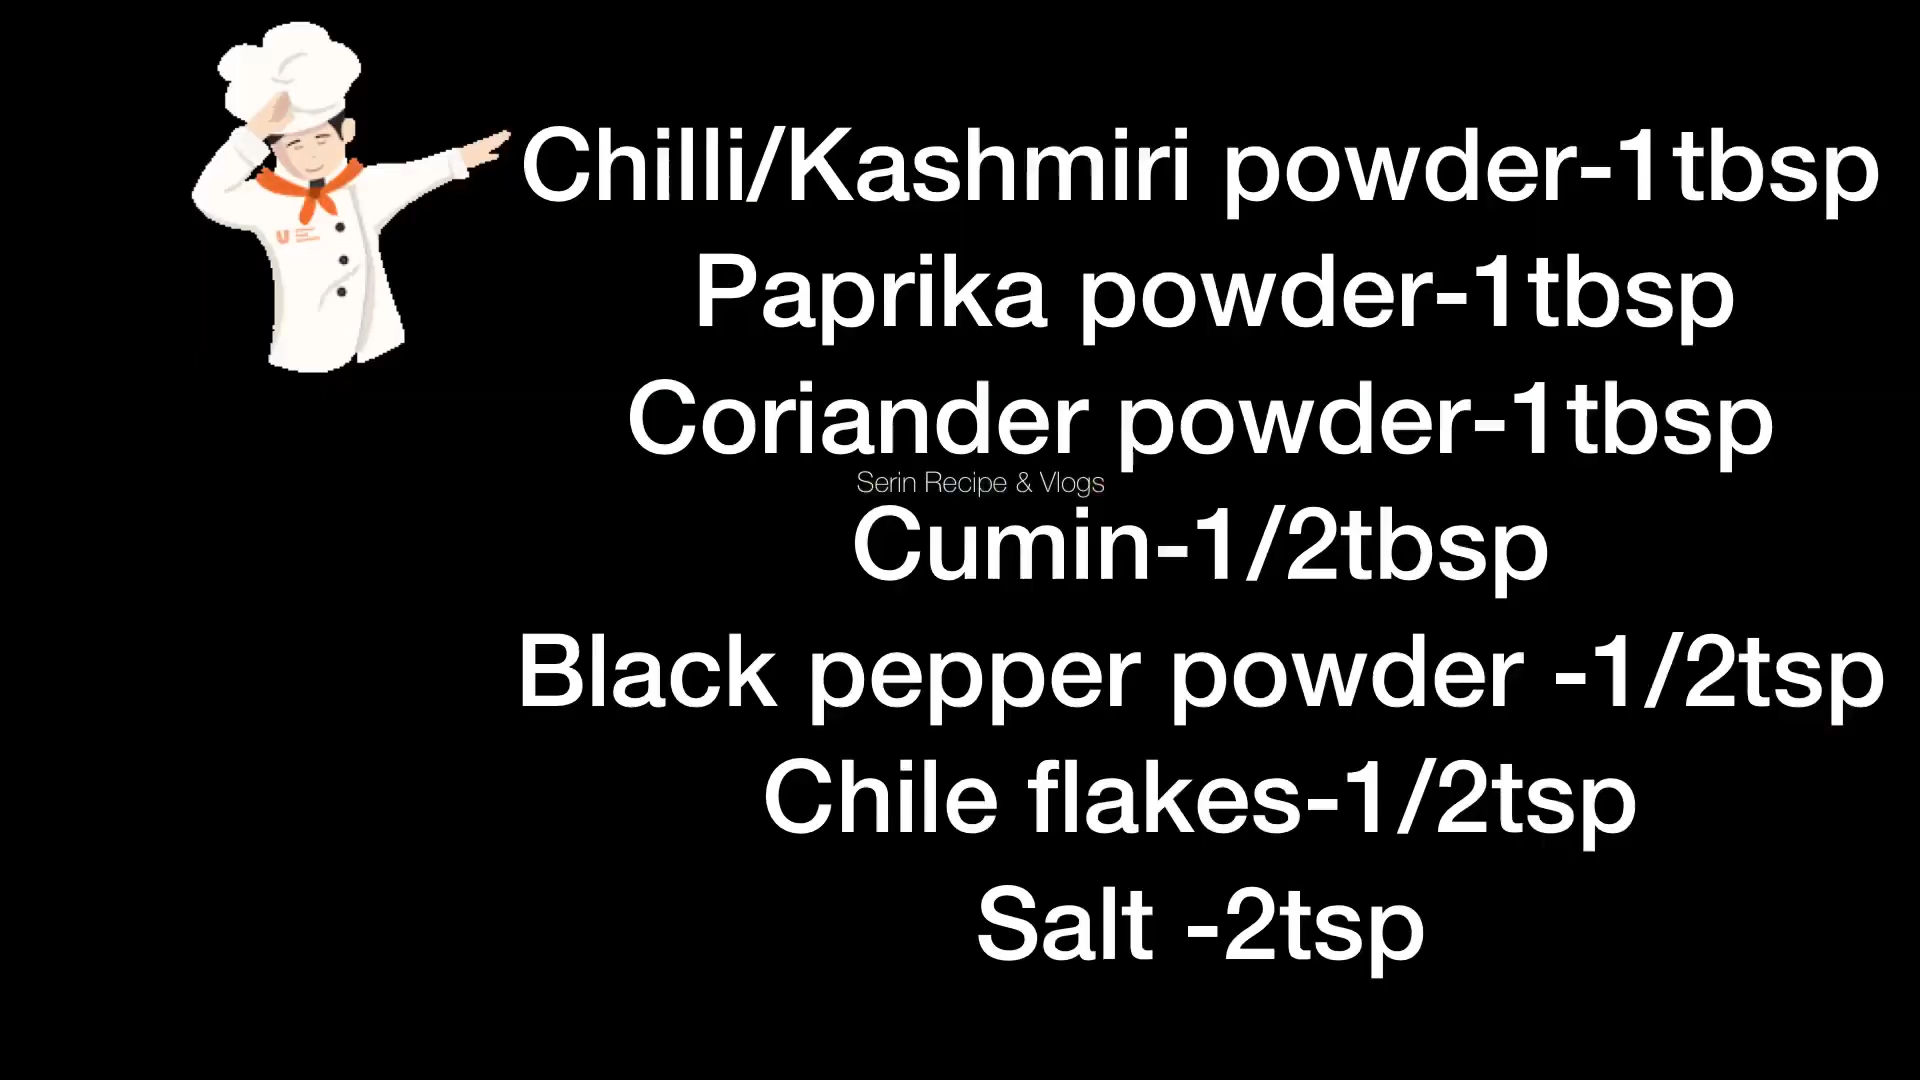 Chilli/Kashmiri powder-1tbsp
Paprika powder-1tbsp
Coriander powder-1tbsp
Serin Recipe & Vlogs
Cumin-1/2tbsp
Black pepper powder -1/2tsp
Chile flakes-1/2tsp
Salt -2tsp